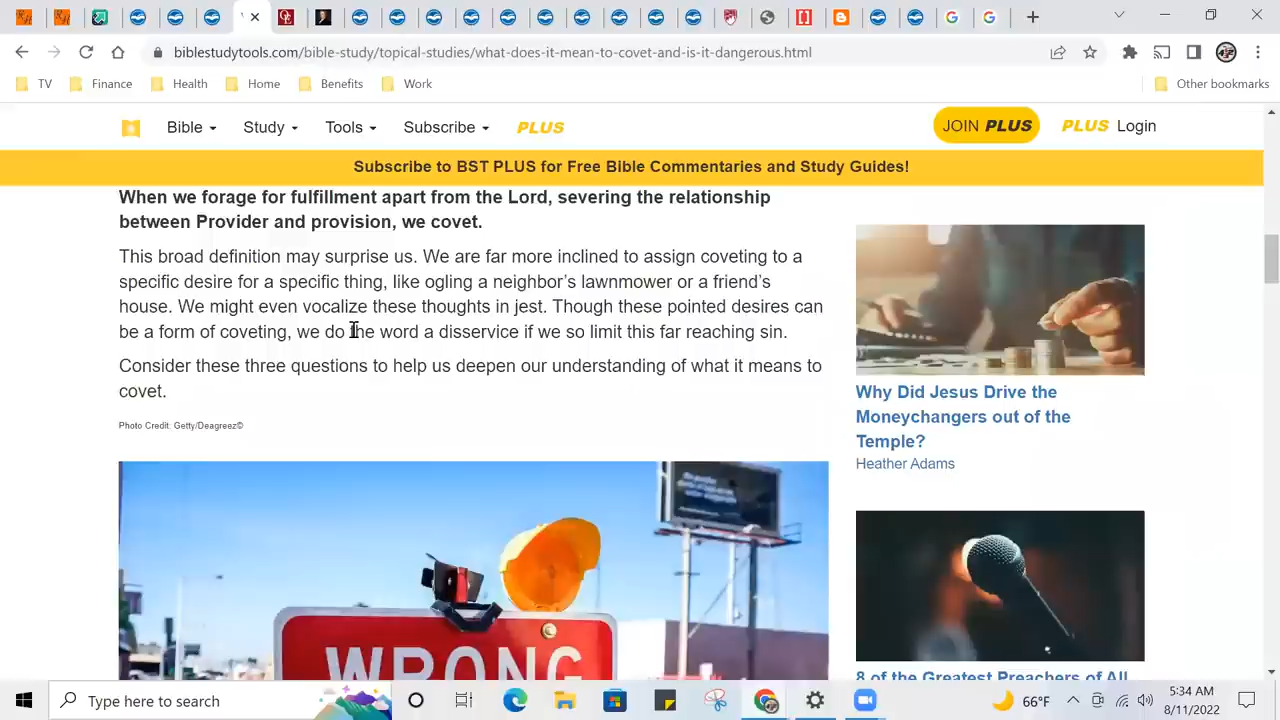 biblestudytools.com/bible-study/topical-studies/what-does-it-mean-to-covet-and-is-it-dangerous.html
TV Finance Health Home Benefits Work Other bookmarks
Bible Study Tools Subscribe PLUS JOIN PLUS PLUS Login
Subscribe to BST PLUS for Free Bible Commentaries and Study Guides!
When we forage for fulfillment apart from the Lord, severing the relationship
between Provider and provision, we covet.
This broad definition may surprise us. We are far more inclined to assign coveting to a
specific desire for a specific thing, like ogling a neighbor's lawnmower or a friend's
house. We might even vocalize these thoughts in jest. Though these pointed desires can
be a form of coveting, we do the word a disservice if we so limit this far reaching sin.
Consider these three questions to help us deepen our understanding of what it means to
covet.
Photo Credit: Getty/Deagreez©
WRONG
Why Did Jesus Drive the
Moneychangers out of the
Temple?
Heather Adams
8 of the Greatest Preachers of All
Type here to search
66°F
5:34 AM
8/11/2022